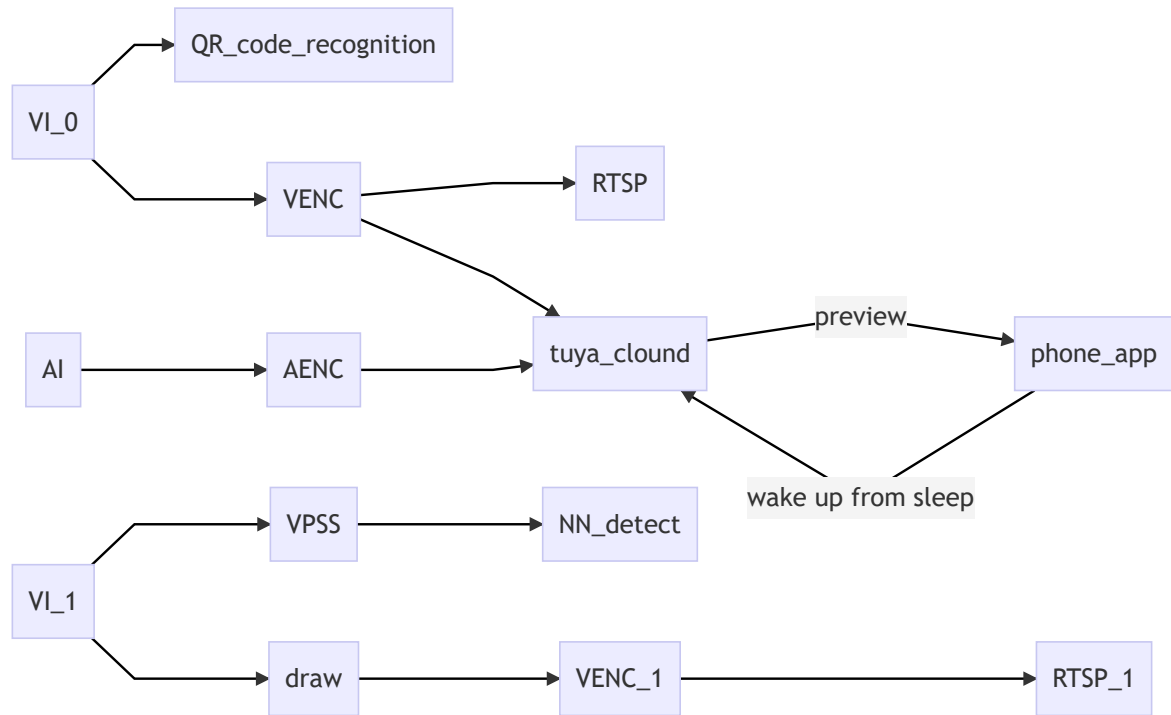 QR_code_recognition
VI_0
VENC
RTSP
AI
AENC
tuya_clound
preview
phone_app
wake up from sleep
VPSS
NN_detect
VI_1
draw
VENC_1
RTSP_1